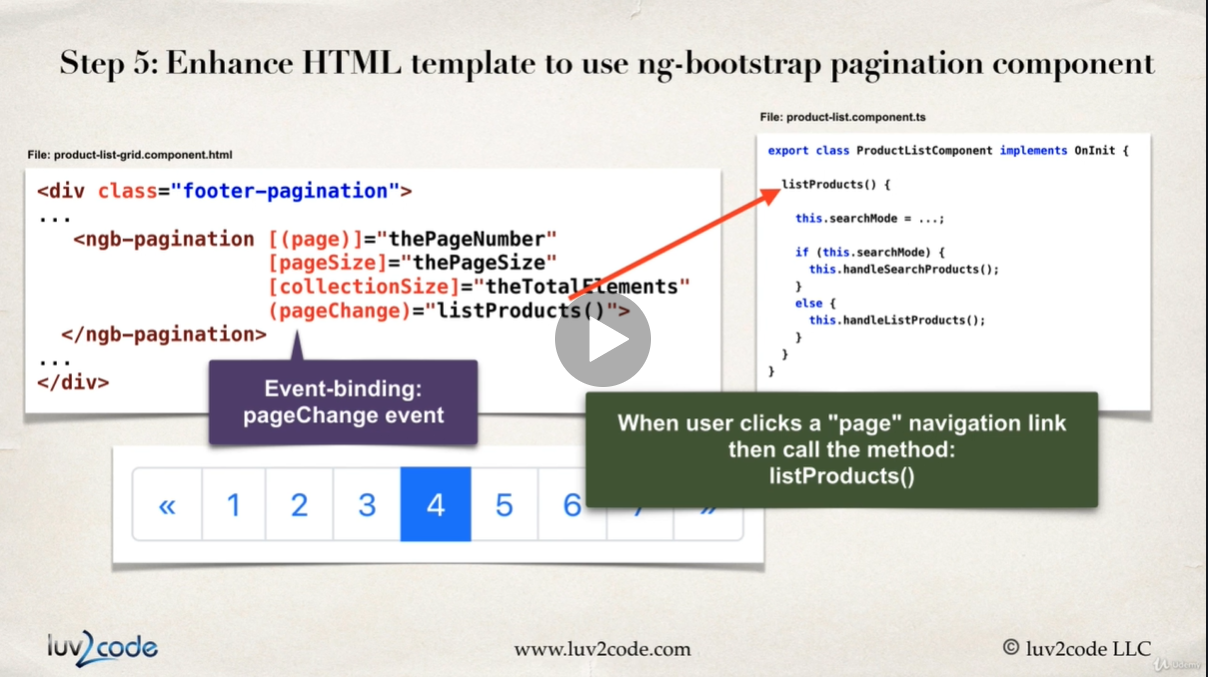 Step 5: Enhance HTML template to use ng-bootstrap pagination component
File: product-list-grid.component.html
<div class="footer-pagination">
...
<ngb-pagination [(page)]="thePageNumber"
[pageSize]="thePageSize"
[collectionSize]="theTotalElements"
(pageChange)="listProducts()">
</ngb-pagination>
...
</div>
Event-binding:
pageChange event
File: product-list.component.ts
export class ProductListComponent implements OnInit {
listProducts() {
this.searchMode = ...;
if (this.searchMode) {
this.handleSearchProducts();
}
else {
this.handleListProducts();
}
}
}
When user clicks a "page" navigation link
then call the method:
listProducts()
« 1 2 3 4 5 6 7 »
luv2code
www.luv2code.com
© luv2code LLC
Udemy